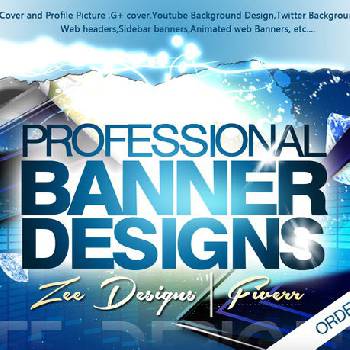 Cover and Profile Picture ,G+ cover,Youtube Background Design,Twitter Backgrou
Web headers,Sidebar banners,Animated web Banners, etc....
PROFESSIONAL
BANNER
DESIGNS
Zee Designs | Fiverr
ORDE